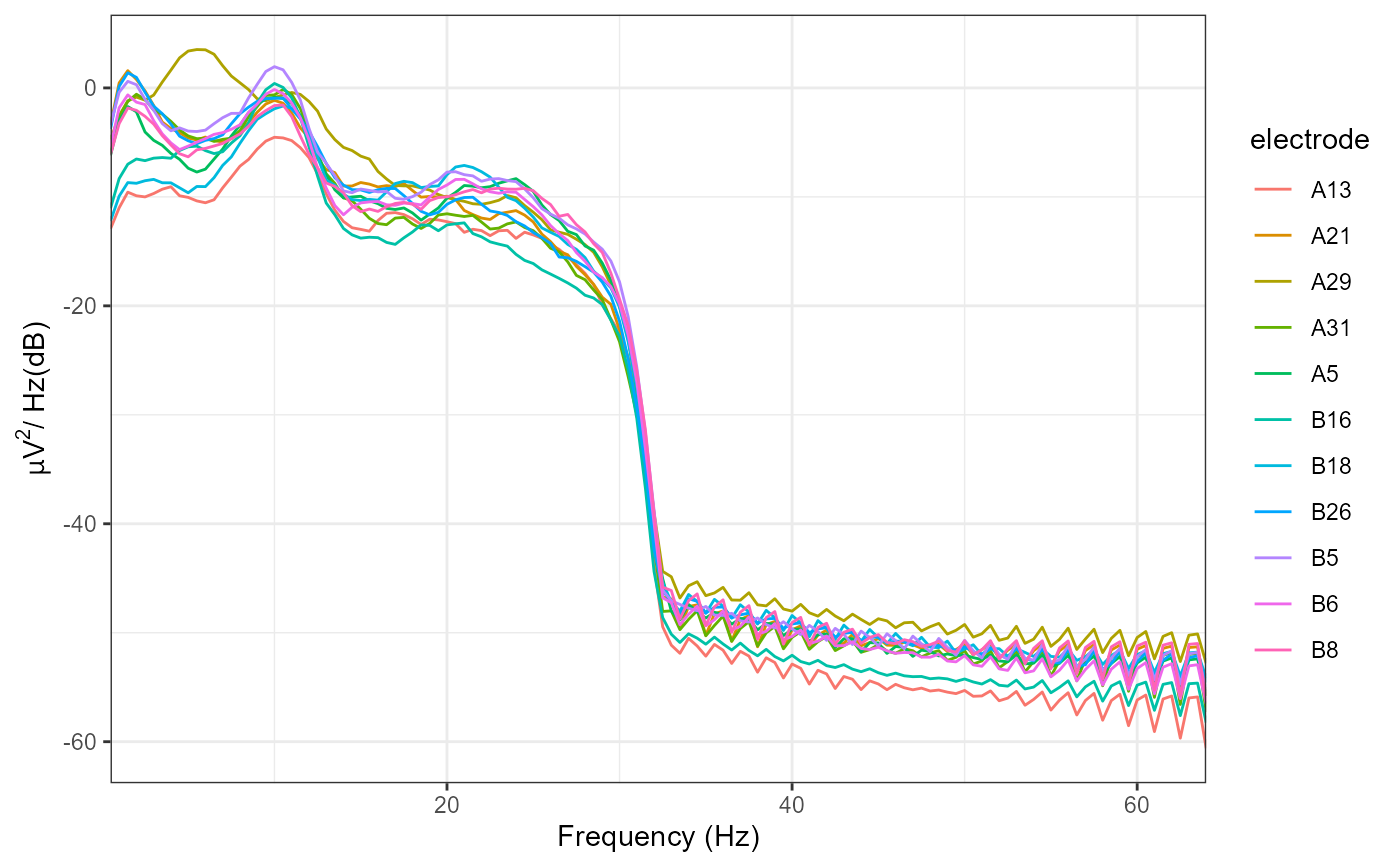 µV²/ Hz(dB)
0
-20
-40
-60
20
40
60
Frequency (Hz)
electrode
A13
A21
A29
A31
A5
B16
B18
B26
B5
B6
B8